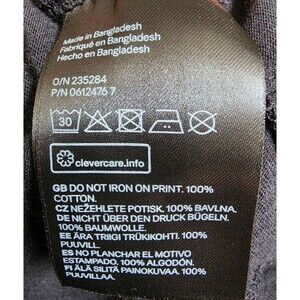 Made in Bangladesh
Fabriqué en Bangladesh
Hecho en Bangladesh
O/N 235284
P/N 0612476 7
30
clevercare.info
GB DO NOT IRON ON PRINT. 100%
COTTON.
CZ NEŽEHLETE POTISK. 100% BAVLNA.
DE NICHT ÜBER DEN DRUCK BÜGELN.
100% BAUMWOLLE.
EE ÄRA TRIIGI TRÜKIKOHTI. 100%
PUUVILL.
ES NO PLANCHAR EL MOTIVO
ESTAMPADO. 100% ALGODÓN.
FI ÄLÄ SILITÄ PAINOKUVAA. 100%
PUUVILLA.